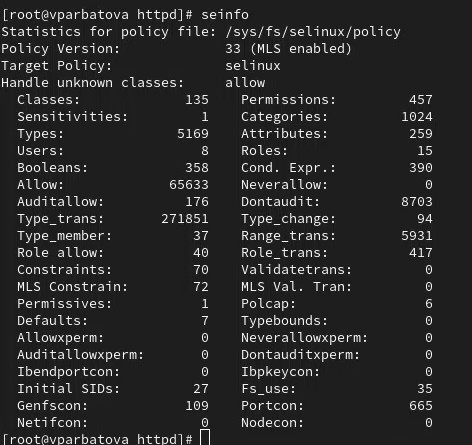 [root@vparbatova httpd]# seinfo
Statistics for policy file: /sys/fs/selinux/policy
Policy Version:             33 (MLS enabled)
Target Policy:              selinux
Handle unknown classes:     allow
  Classes:             135    Permissions:         457
  Sensitivities:         1    Categories:         1024
  Types:              5169    Attributes:          259
  Users:                 8    Roles:                15
  Booleans:            358    Cond. Expr.:         390
  Allow:             65633    Neverallow:            0
  Auditallow:          176    Dontaudit:          8703
  Type_trans:       271851    Type_change:          94
  Type_member:          37    Range_trans:        5931
  Role allow:           40    Role_trans:          417
  Constraints:          70    Validatetrans:         0
  MLS Constrain:        72    MLS Val. Tran:         0
  Permissives:           1    Polcap:                6
  Defaults:              7    Typebounds:            0
  Allowxperm:            0    Neverallowxperm:       0
  Auditallowxperm:       0    Dontauditxperm:        0
  Ibendportcon:          0    Ibpkeycon:             0
  Initial SIDs:         27    Fs_use:               35
  Genfscon:            109    Portcon:             665
  Netifcon:              0    Nodecon:               0
[root@vparbatova httpd]#